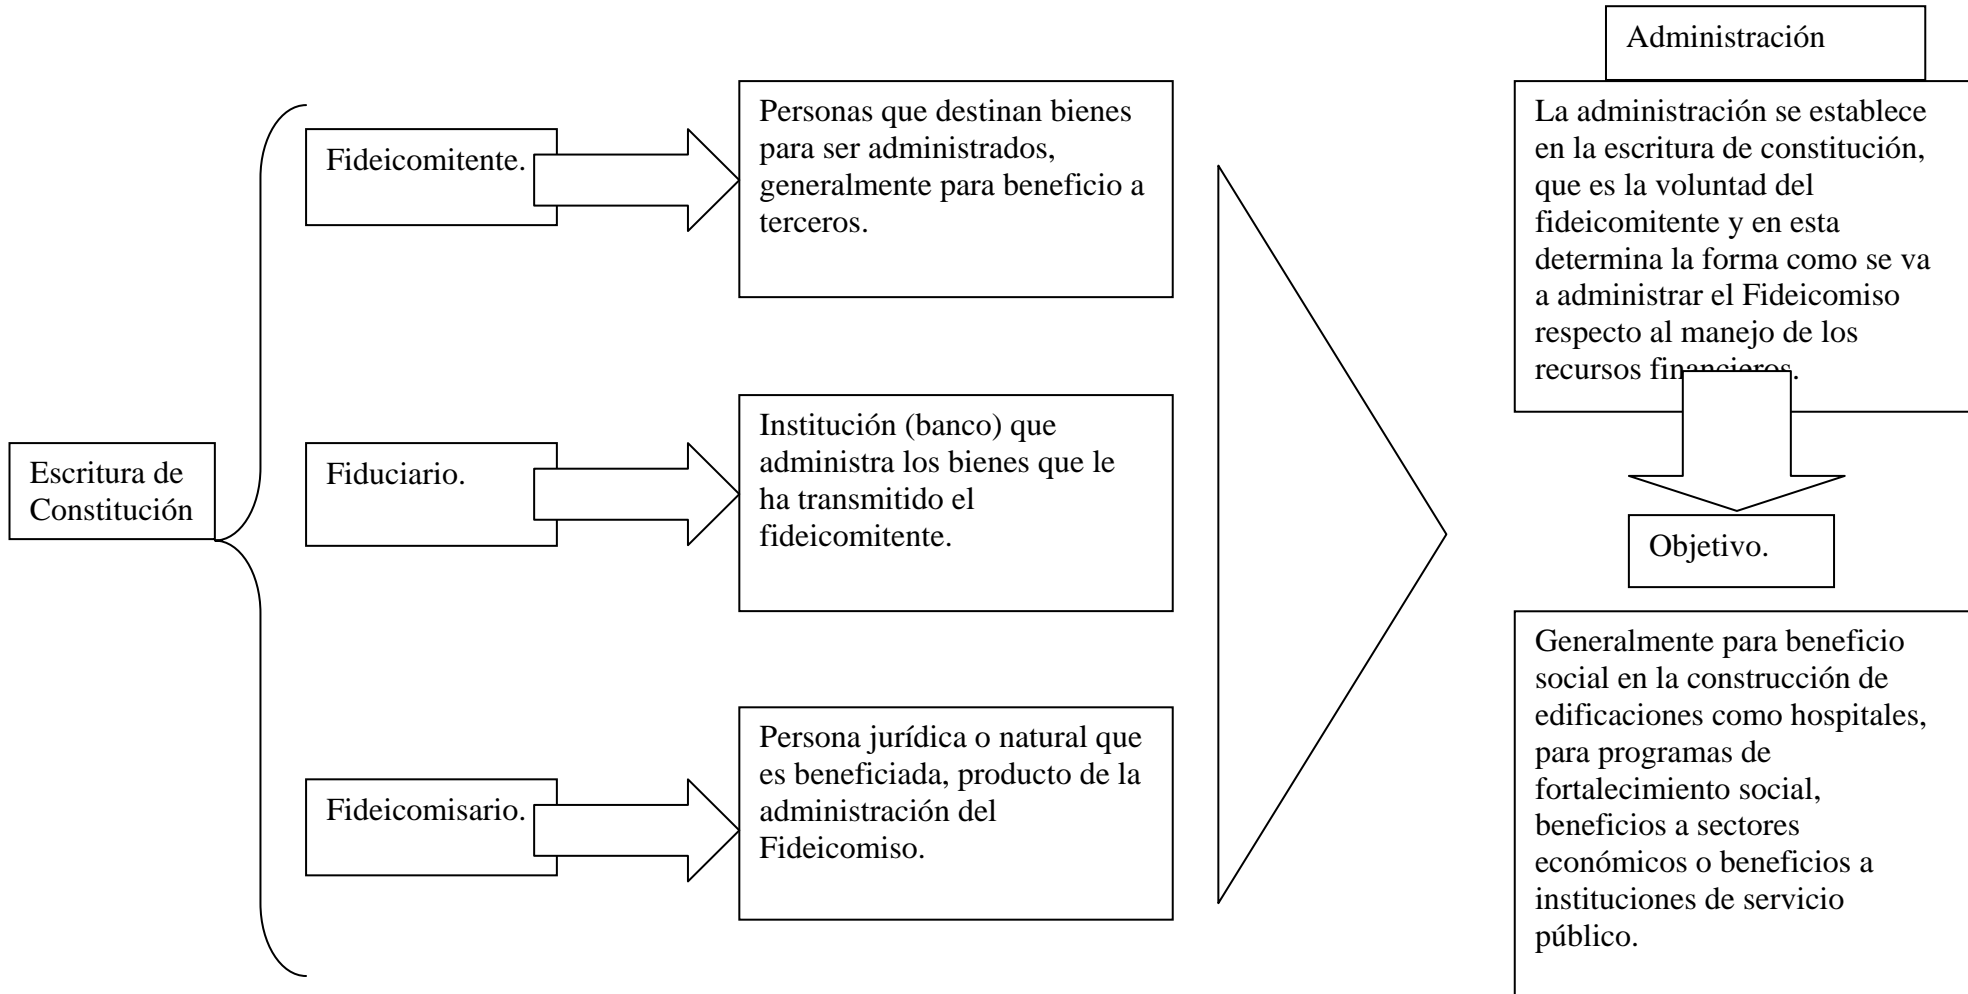 Escritura de
Constitución
Fideicomitente.
Personas que destinan bienes
para ser administrados,
generalmente para beneficio a
terceros.
Fiduciario.
Institución (banco) que
administra los bienes que le
ha transmitido el
fideicomitente.
Fideicomisario.
Persona jurídica o natural que
es beneficiada, producto de la
administración del
Fideicomiso.
Administración
La administración se establece
en la escritura de constitución,
que es la voluntad del
fideicomitente y en esta
determina la forma como se va
a administrar el Fideicomiso
respecto al manejo de los
recursos financieros.
Objetivo.
Generalmente para beneficio
social en la construcción de
edificaciones como hospitales,
para programas de
fortalecimiento social,
beneficios a sectores
económicos o beneficios a
instituciones de servicio
público.